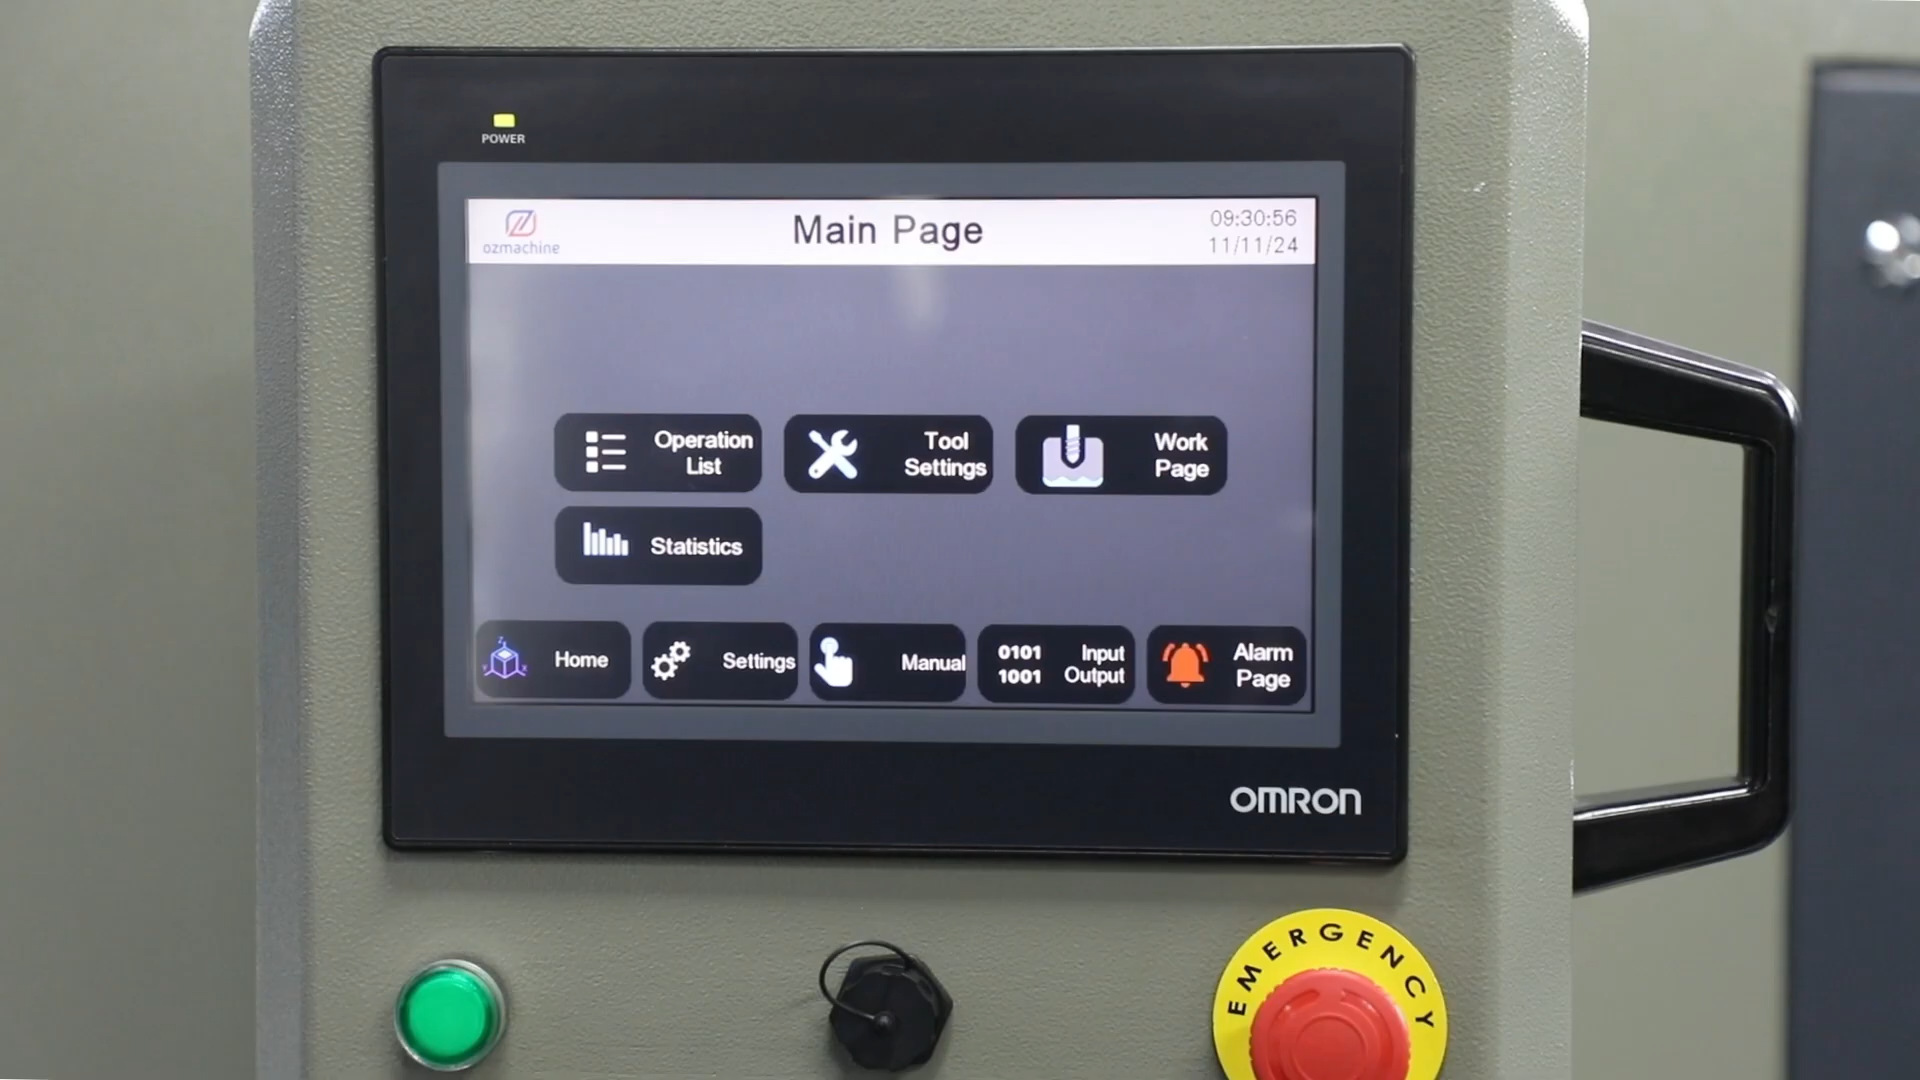 POWER
ozmachine
Main Page
09:30:56
11/11/24
Operation
List
Tool
Settings
Work
Page
Statistics
Home
Settings
Manual
0101
1001
Input
Output
Alarm
Page
OMRON
EMERGENCY